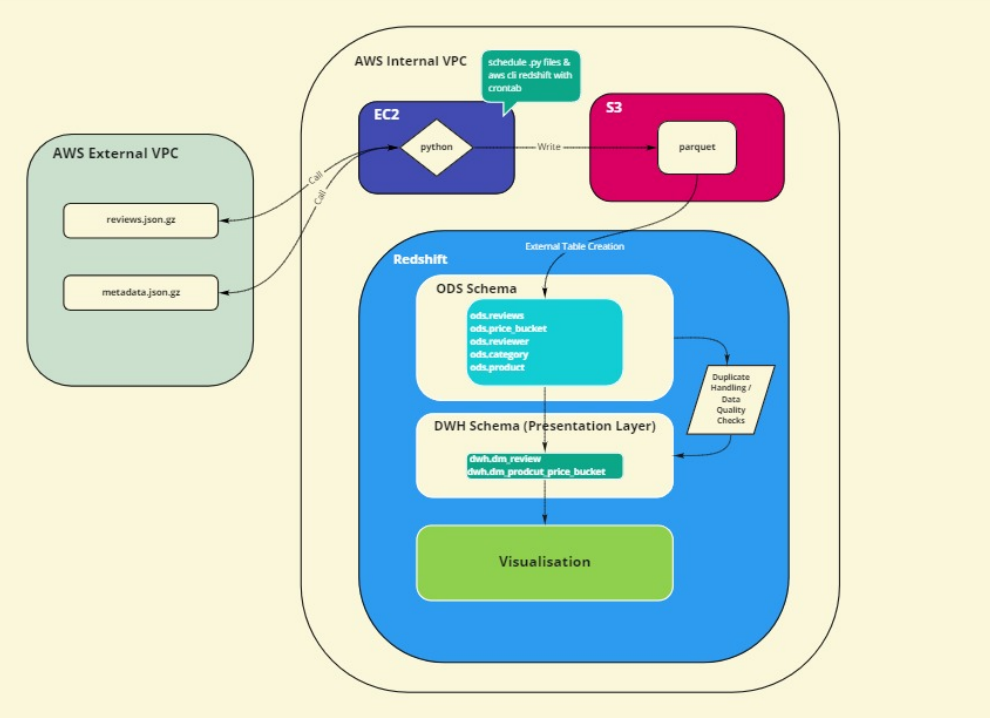 AWS Internal VPC
schedule .py files &
aws cli redshift with
crontab
EC2
python
Write
S3
parquet
AWS External VPC
reviews.json.gz
metadata.json.gz
Call
Call
External Table Creation
Redshift
ODS Schema
ods.reviews
ods.price_bucket
ods.reviewer
ods.category
ods.product
Duplicate
Handling /
Data
Quality
Checks
DWH Schema (Presentation Layer)
dwh.dm_review
dwh.dm_prodcut_price_bucket
Visualisation